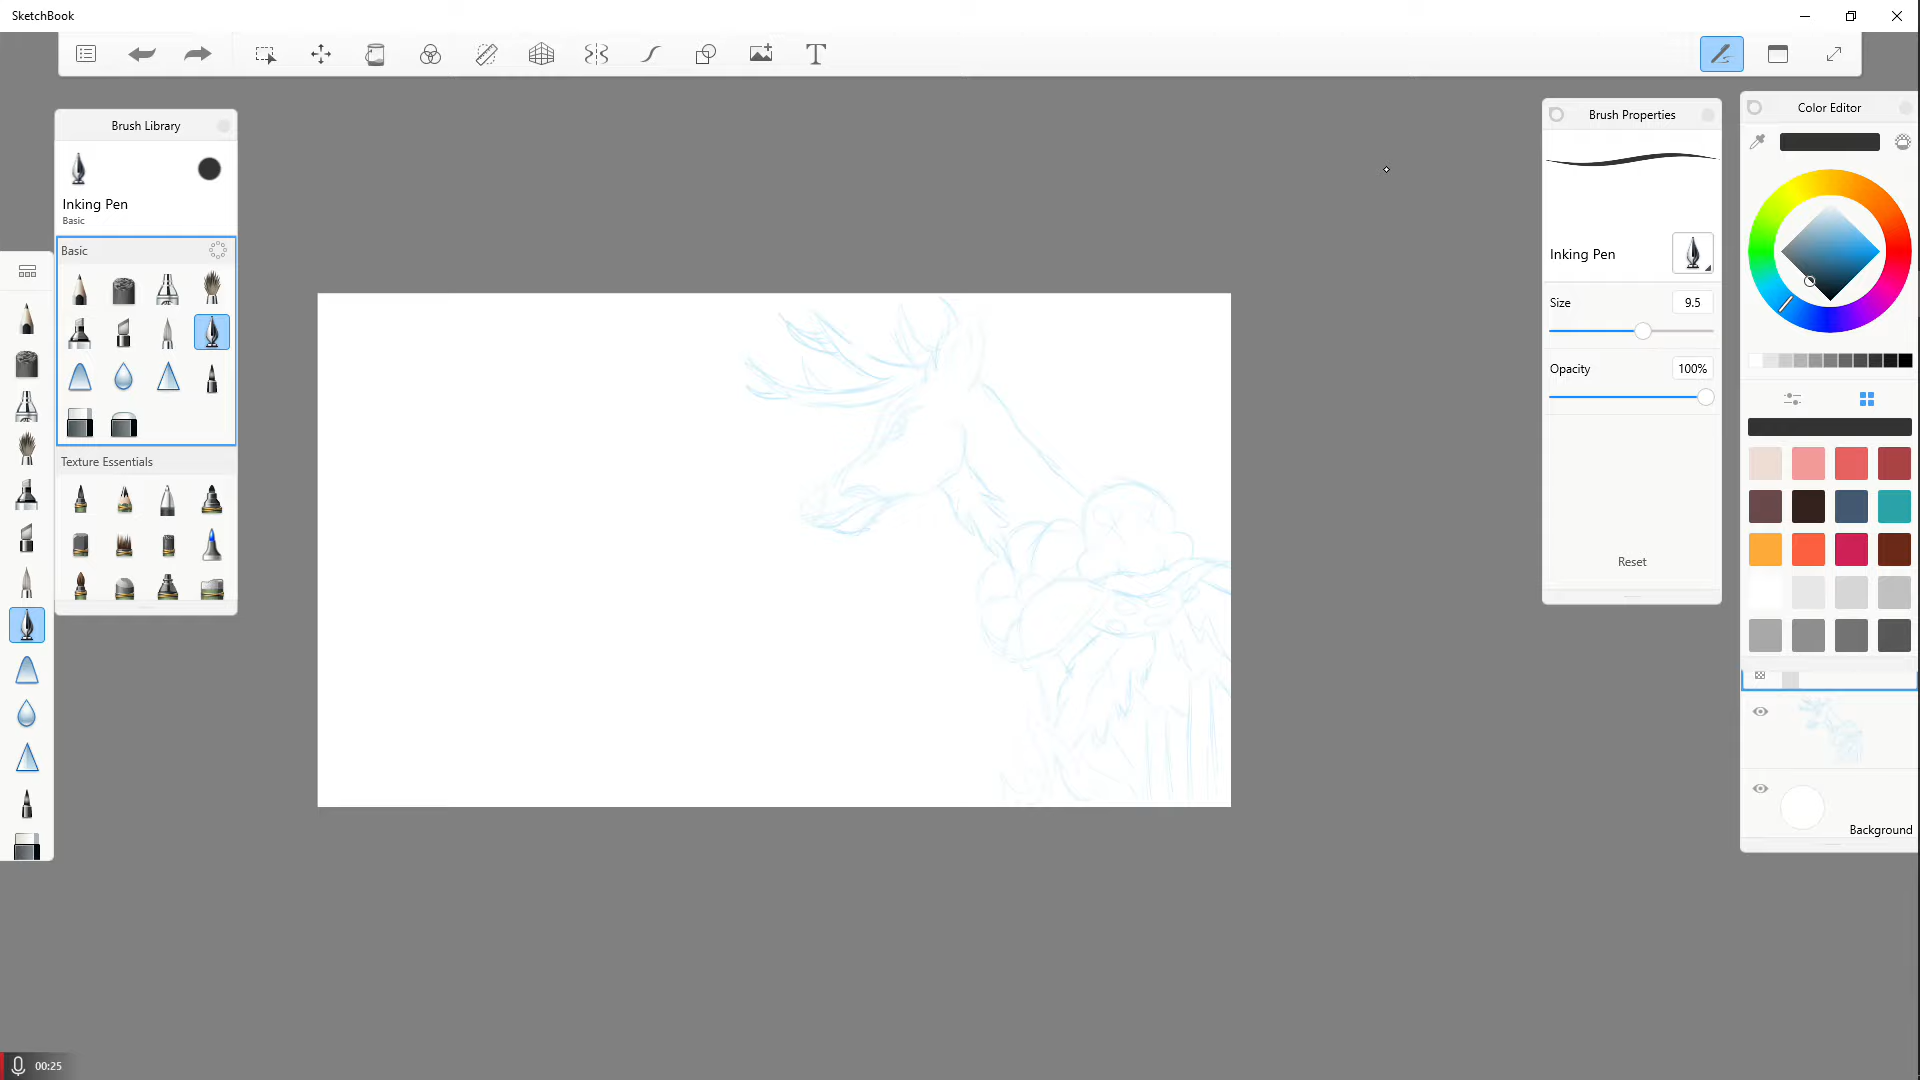 SketchBook
Brush Library
Inking Pen
Basic
Basic
Texture Essentials
Brush Properties
Inking Pen
Size 9.5
Opacity 100%
Reset
Color Editor
Background
00:25